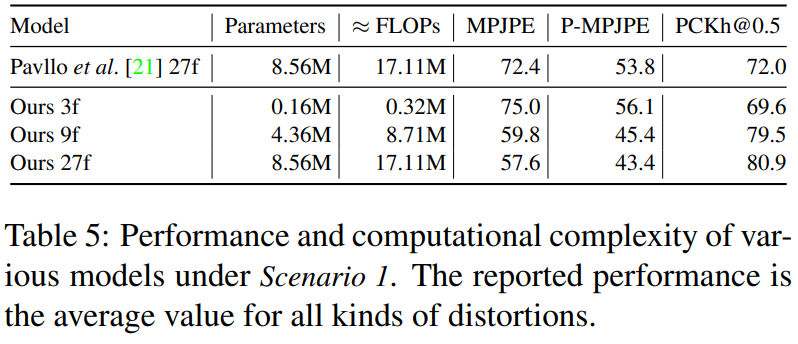 Model Parameters ≈ FLOPs MPJPE P-MPJPE PCKh@0.5
Pavllo et al. [21] 27f 8.56M 17.11M 72.4 53.8 72.0
Ours 3f 0.16M 0.32M 75.0 56.1 69.6
Ours 9f 4.36M 8.71M 59.8 45.4 79.5
Ours 27f 8.56M 17.11M 57.6 43.4 80.9
Table 5: Performance and computational complexity of var-
ious models under Scenario 1. The reported performance is
the average value for all kinds of distortions.